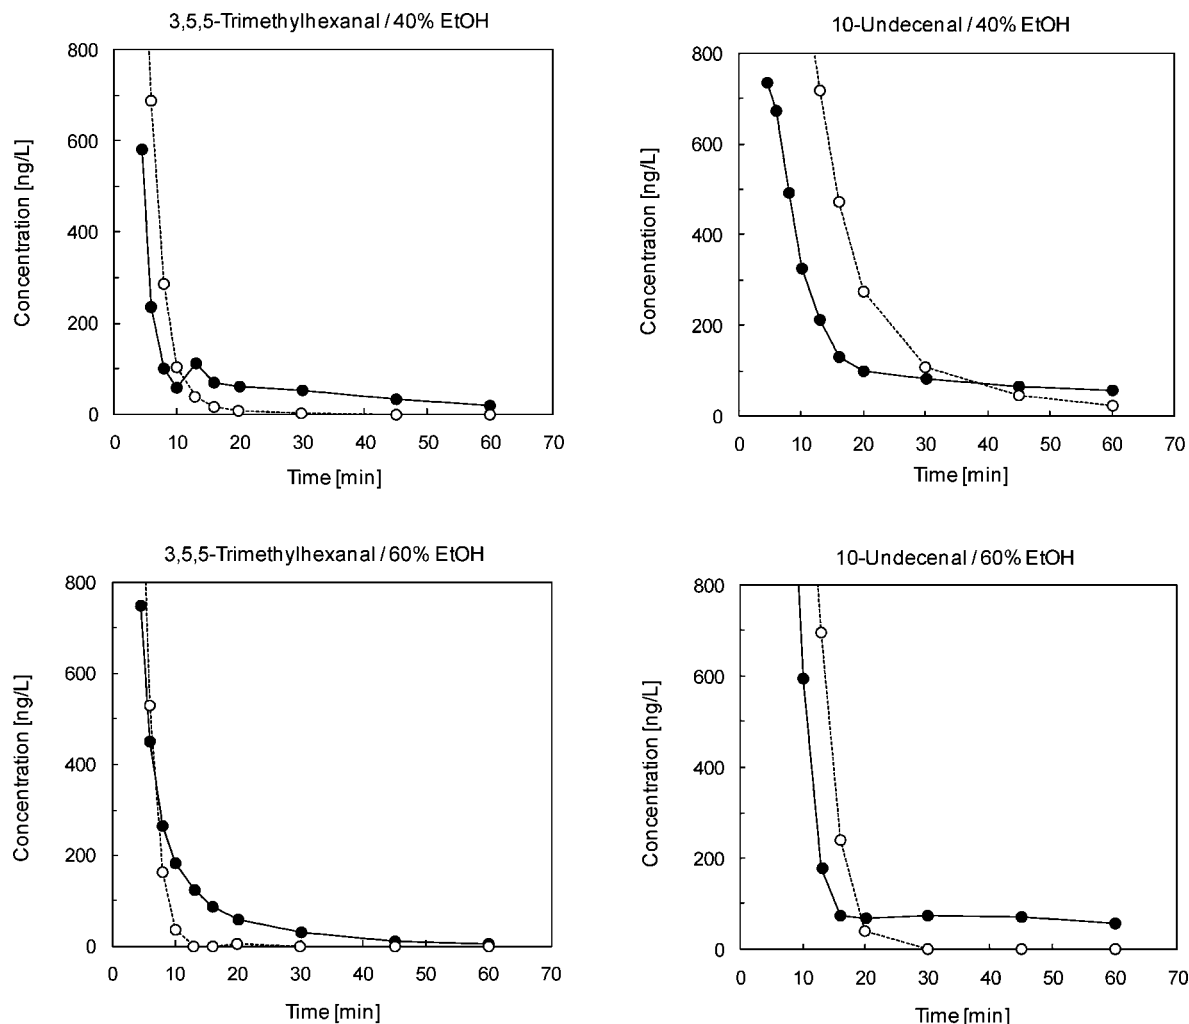 3,5,5-Trimethylhexanal / 40% EtOH
Concentration [ng/L]
800
600
400
200
0
0 10 20 30 40 50 60 70
Time [min]
10-Undecenal / 40% EtOH
Concentration [ng/L]
800
600
400
200
0
0 10 20 30 40 50 60 70
Time [min]
3,5,5-Trimethylhexanal / 60% EtOH
Concentration [ng/L]
800
600
400
200
0
0 10 20 30 40 50 60 70
Time [min]
10-Undecenal / 60% EtOH
Concentration [ng/L]
800
600
400
200
0
0 10 20 30 40 50 60 70
Time [min]